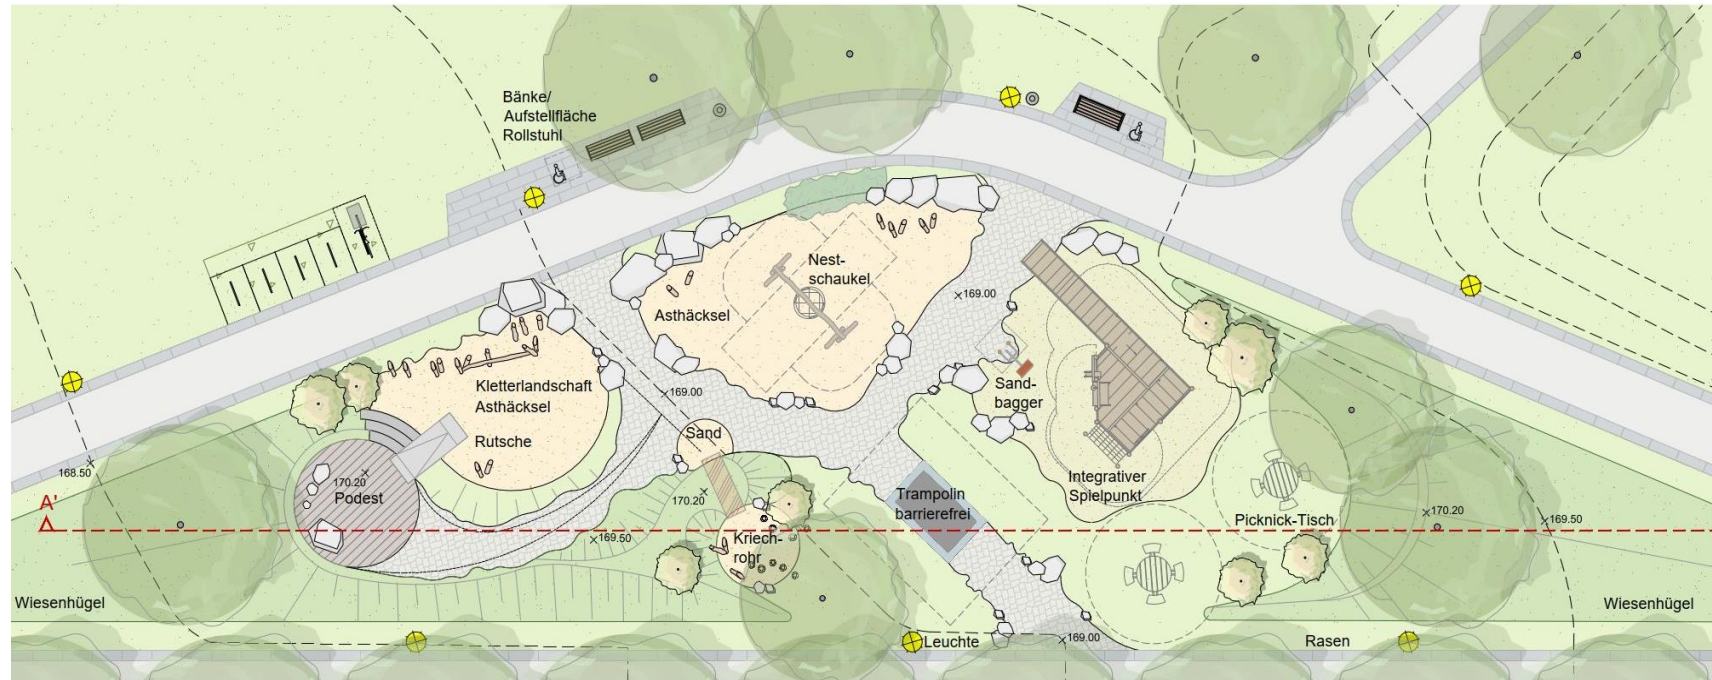 Bänke/
Aufstellfläche
Rollstuhl
Nest-
schaukel
Asthäcksel
169.00
Kletterlandschaft
Asthäcksel
169.00
Sand-
bagger
Rutsche
Sand
168.50
170.20
Podest
170.20
Integrativer
Spielpunkt
Trampolin
barrierefrei
A'
Picknick-Tisch
170.20
169.50
169.50
Kriech-
rohr
Wiesenhügel
Wiesenhügel
Leuchte
169.00
Rasen